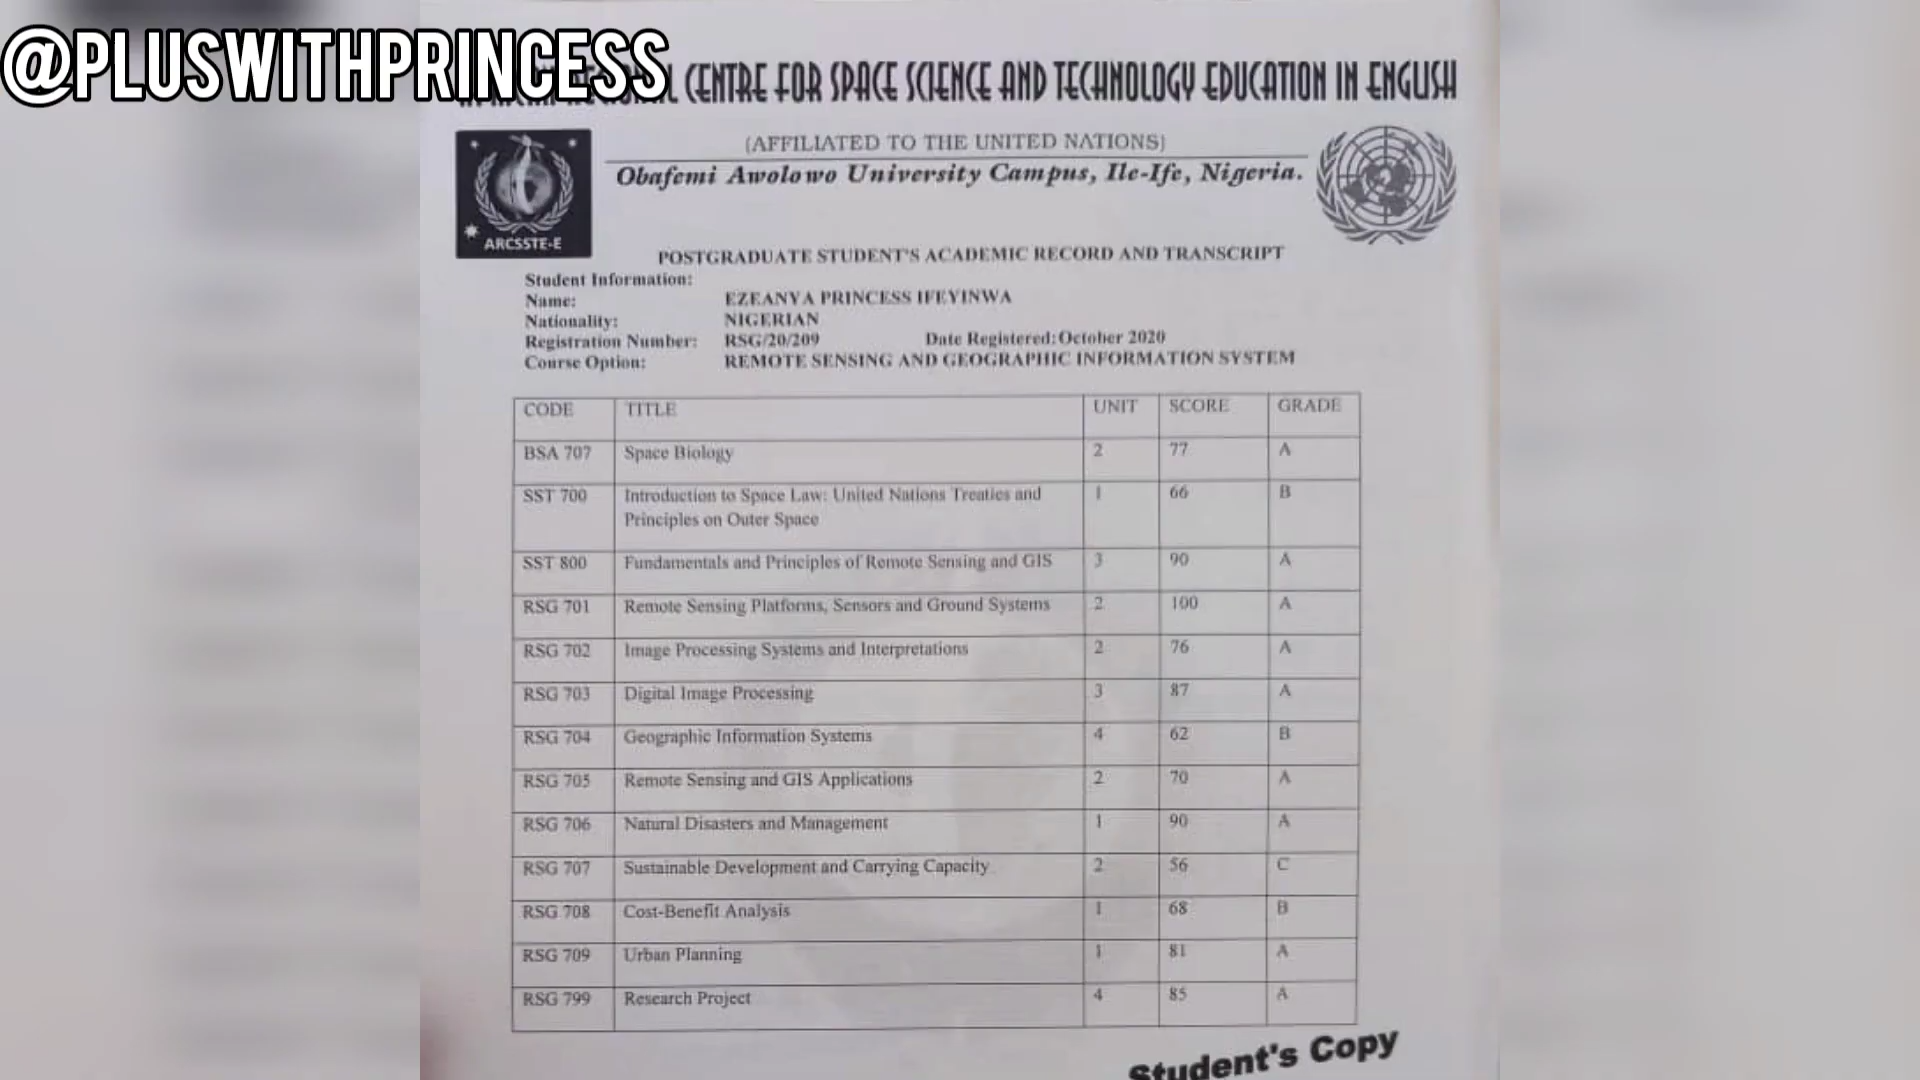 @PLUSWITHPRINCESS
CENTRE FOR SPACE SCIENCE AND TECHNOLOGY EDUCATION IN ENGLISH
(AFFILIATED TO THE UNITED NATIONS)
Obafemi Awolowo University Campus, Ile-Ife, Nigeria.
ARCSSTE-E
POSTGRADUATE STUDENT'S ACADEMIC RECORD AND TRANSCRIPT
Student Information:
Name: EZEANYA PRINCESS IFEYINWA
Nationality: NIGERIAN
Registration Number: RSG/20/209 Date Registered: October 2020
Course Option: REMOTE SENSING AND GEOGRAPHIC INFORMATION SYSTEM
CODE TITLE UNIT SCORE GRADE
BSA 707 Space Biology 2 77 A
SST 700 Introduction to Space Law: United Nations Treaties and 1 66 B
Principles on Outer Space
SST 800 Fundamentals and Principles of Remote Sensing and GIS 3 90 A
RSG 701 Remote Sensing Platforms, Sensors and Ground Systems 2 100 A
RSG 702 Image Processing Systems and Interpretations 2 76 A
RSG 703 Digital Image Processing 3 87 A
RSG 704 Geographic Information Systems 4 62 B
RSG 705 Remote Sensing and GIS Applications 2 70 A
RSG 706 Natural Disasters and Management 1 90 A
RSG 707 Sustainable Development and Carrying Capacity 2 56 C
RSG 708 Cost-Benefit Analysis 1 68 B
RSG 709 Urban Planning 1 81 A
RSG 799 Research Project 4 85 A
Student's Copy